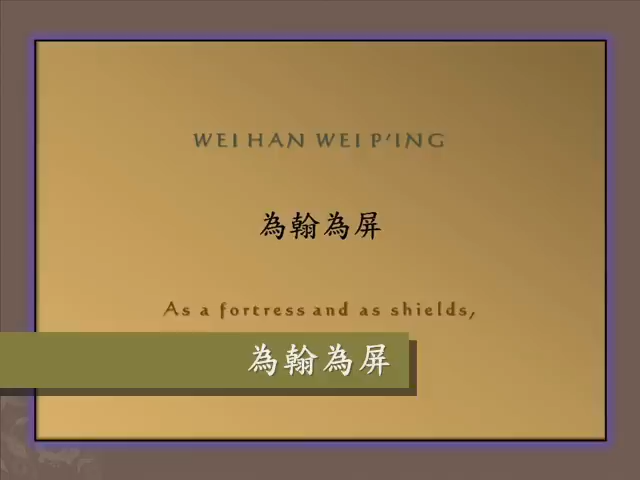 WEI HAN WEI P'ING
為翰為屏
As a fortress and as shields,
為翰為屏